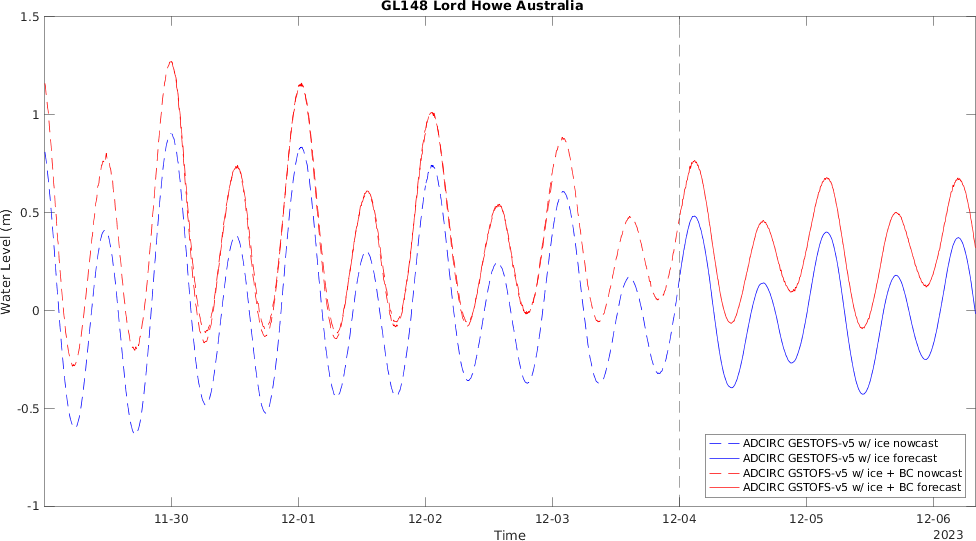 GL148 Lord Howe Australia
1.5
1
0.5
0
-0.5
-1
Water Level (m)
11-30
12-01
12-02
12-03
12-04
12-05
12-06
Time
2023
ADCIRC GESTOFS-v5 w/ ice nowcast
ADCIRC GESTOFS-v5 w/ ice forecast
ADCIRC GSTOFS-v5 w/ ice + BC nowcast
ADCIRC GSTOFS-v5 w/ ice + BC forecast